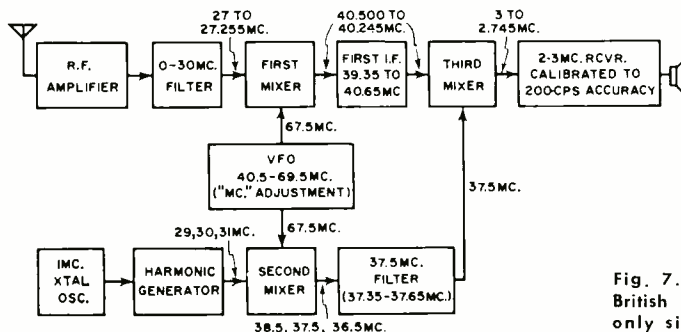 27 TO
27.255MC.
40.500 TO
40.245MC.
3 TO
2.745MC.
R.F.
AMPLIFIER
0-30MC.
FILTER
FIRST
MIXER
FIRST I.F.
39.35 TO
40.65MC
THIRD
MIXER
2-3MC. RCVR.
CALIBRATED TO
200-CPS ACCURACY
67.5MC.
VFO
40.5-69.5MC.
("MC." ADJUSTMENT)
37.5MC.
67.5MC.
29,30,31MC.
1MC.
XTAL
OSC.
HARMONIC
GENERATOR
SECOND
MIXER
37.5MC.
FILTER
(37.35-37.65MC.)
38.5, 37.5, 36.5MC.
Fig. 7.
British
only si